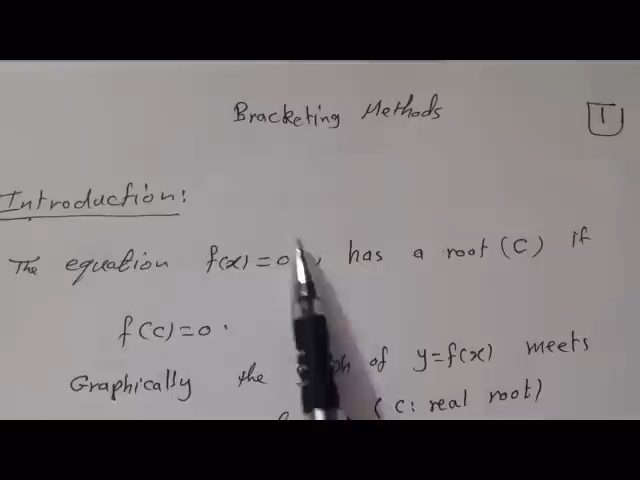 Bracketing Methods
1
Introduction:
The equation f(x)=0, has a root (C) if
f(c)=0.
Graphically the of y=f(x) meets
(c: real root)